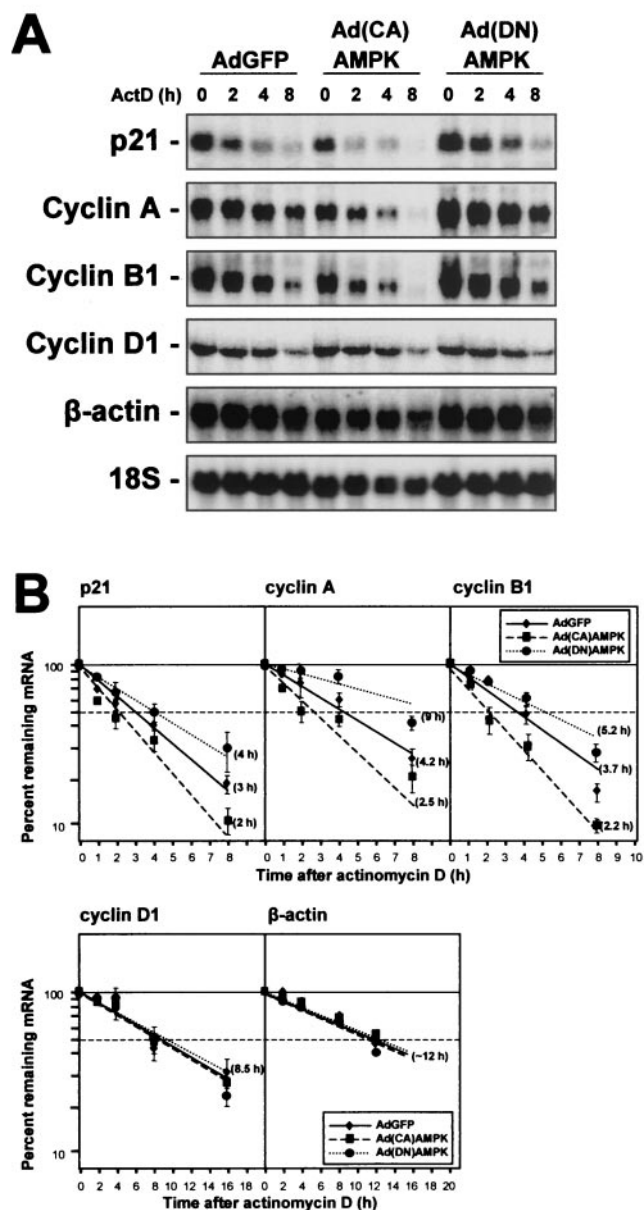 A
AdGFP Ad(CA) AMPK Ad(DN) AMPK
ActD (h) 0 2 4 8 0 2 4 8 0 2 4 8
p21 -
Cyclin A -
Cyclin B1 -
Cyclin D1 -
β-actin -
18S -
B
p21 cyclin A cyclin B1
AdGFP
Ad(CA)AMPK
Ad(DN)AMPK
Percent remaining mRNA
100
10
(4 h)
(3 h)
(2 h)
(9 h)
(4.2 h)
(2.5 h)
(5.2 h)
(3.7 h)
(2.2 h)
0 1 2 3 4 5 6 7 8 0 1 2 3 4 5 6 7 8 0 1 2 3 4 5 6 7 8 9 10
Time after actinomycin D (h)
cyclin D1 β-actin
Percent remaining mRNA
100
10
(8.5 h)
(~12 h)
AdGFP
Ad(CA)AMPK
Ad(DN)AMPK
0 2 4 6 8 10 12 14 16 18 0 2 4 6 8 10 12 14 16 18 20
Time after actinomycin D (h)